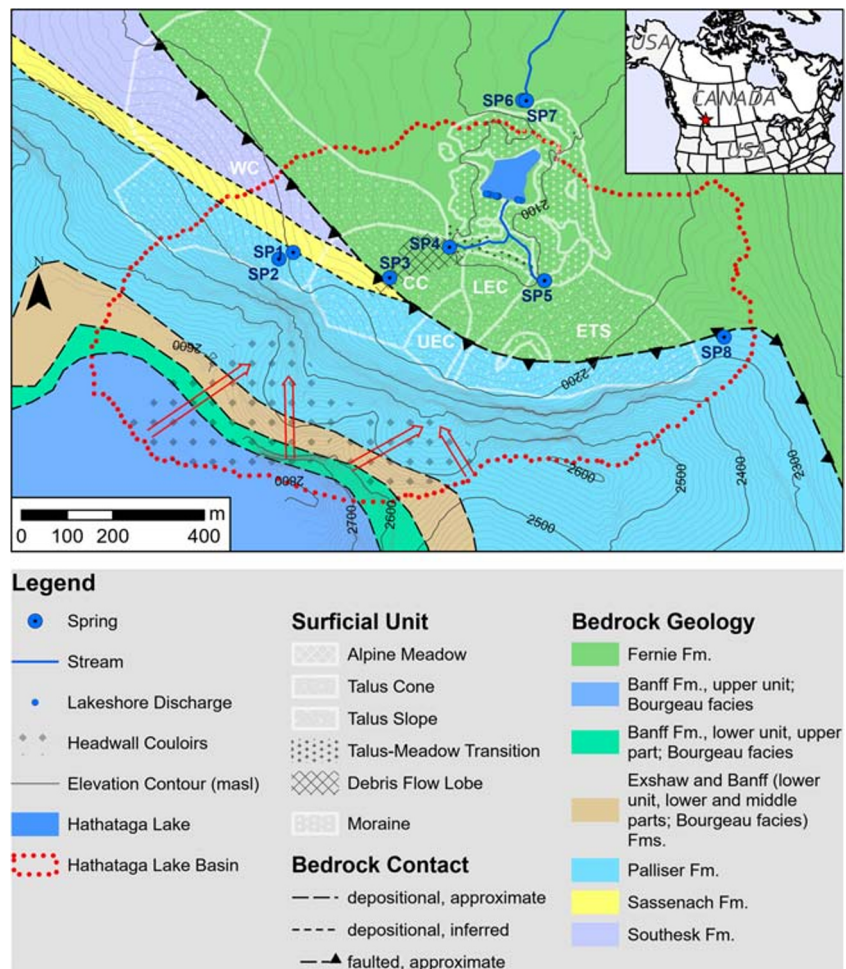 USA
CANADA
USA
SP6
SP7
WC
2400
SP1
SP2
SP4
SP3
CC
LEC
SP5
N
UEC
ETS
SP8
2600
2200
2800
2600
2700
2600
2500
2500
2400
2300
m
0 100 200 400
Legend
Spring
Stream
Lakeshore Discharge
Headwall Couloirs
Elevation Contour (masl)
Hathataga Lake
Hathataga Lake Basin
Surficial Unit
Alpine Meadow
Talus Cone
Talus Slope
Talus-Meadow Transition
Debris Flow Lobe
Moraine
Bedrock Contact
depositional, approximate
depositional, inferred
faulted, approximate
Bedrock Geology
Fernie Fm.
Banff Fm., upper unit;
Bourgeau facies
Banff Fm., lower unit, upper
part; Bourgeau facies
Exshaw and Banff (lower
unit, lower and middle
parts; Bourgeau facies)
Fms.
Palliser Fm.
Sassenach Fm.
Southesk Fm.